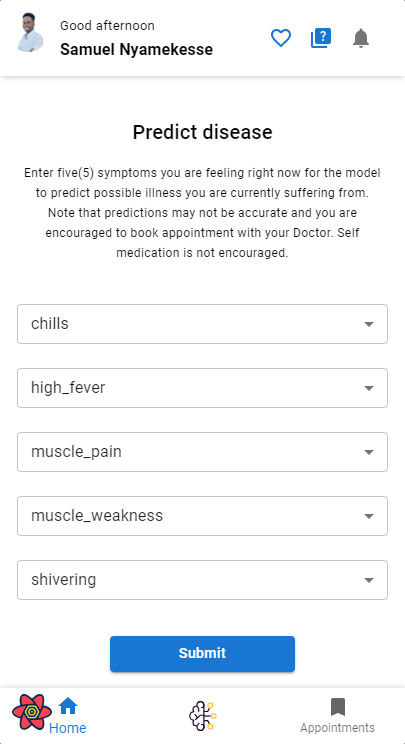 Good afternoon
Samuel Nyamekesse
?
Predict disease
Enter five(5) symptoms you are feeling right now for the model
to predict possible illness you are currently suffering from.
Note that predictions may not be accurate and you are
encouraged to book appointment with your Doctor. Self
medication is not encouraged.
chills
high_fever
muscle_pain
muscle_weakness
shivering
Submit
Home
Appointments